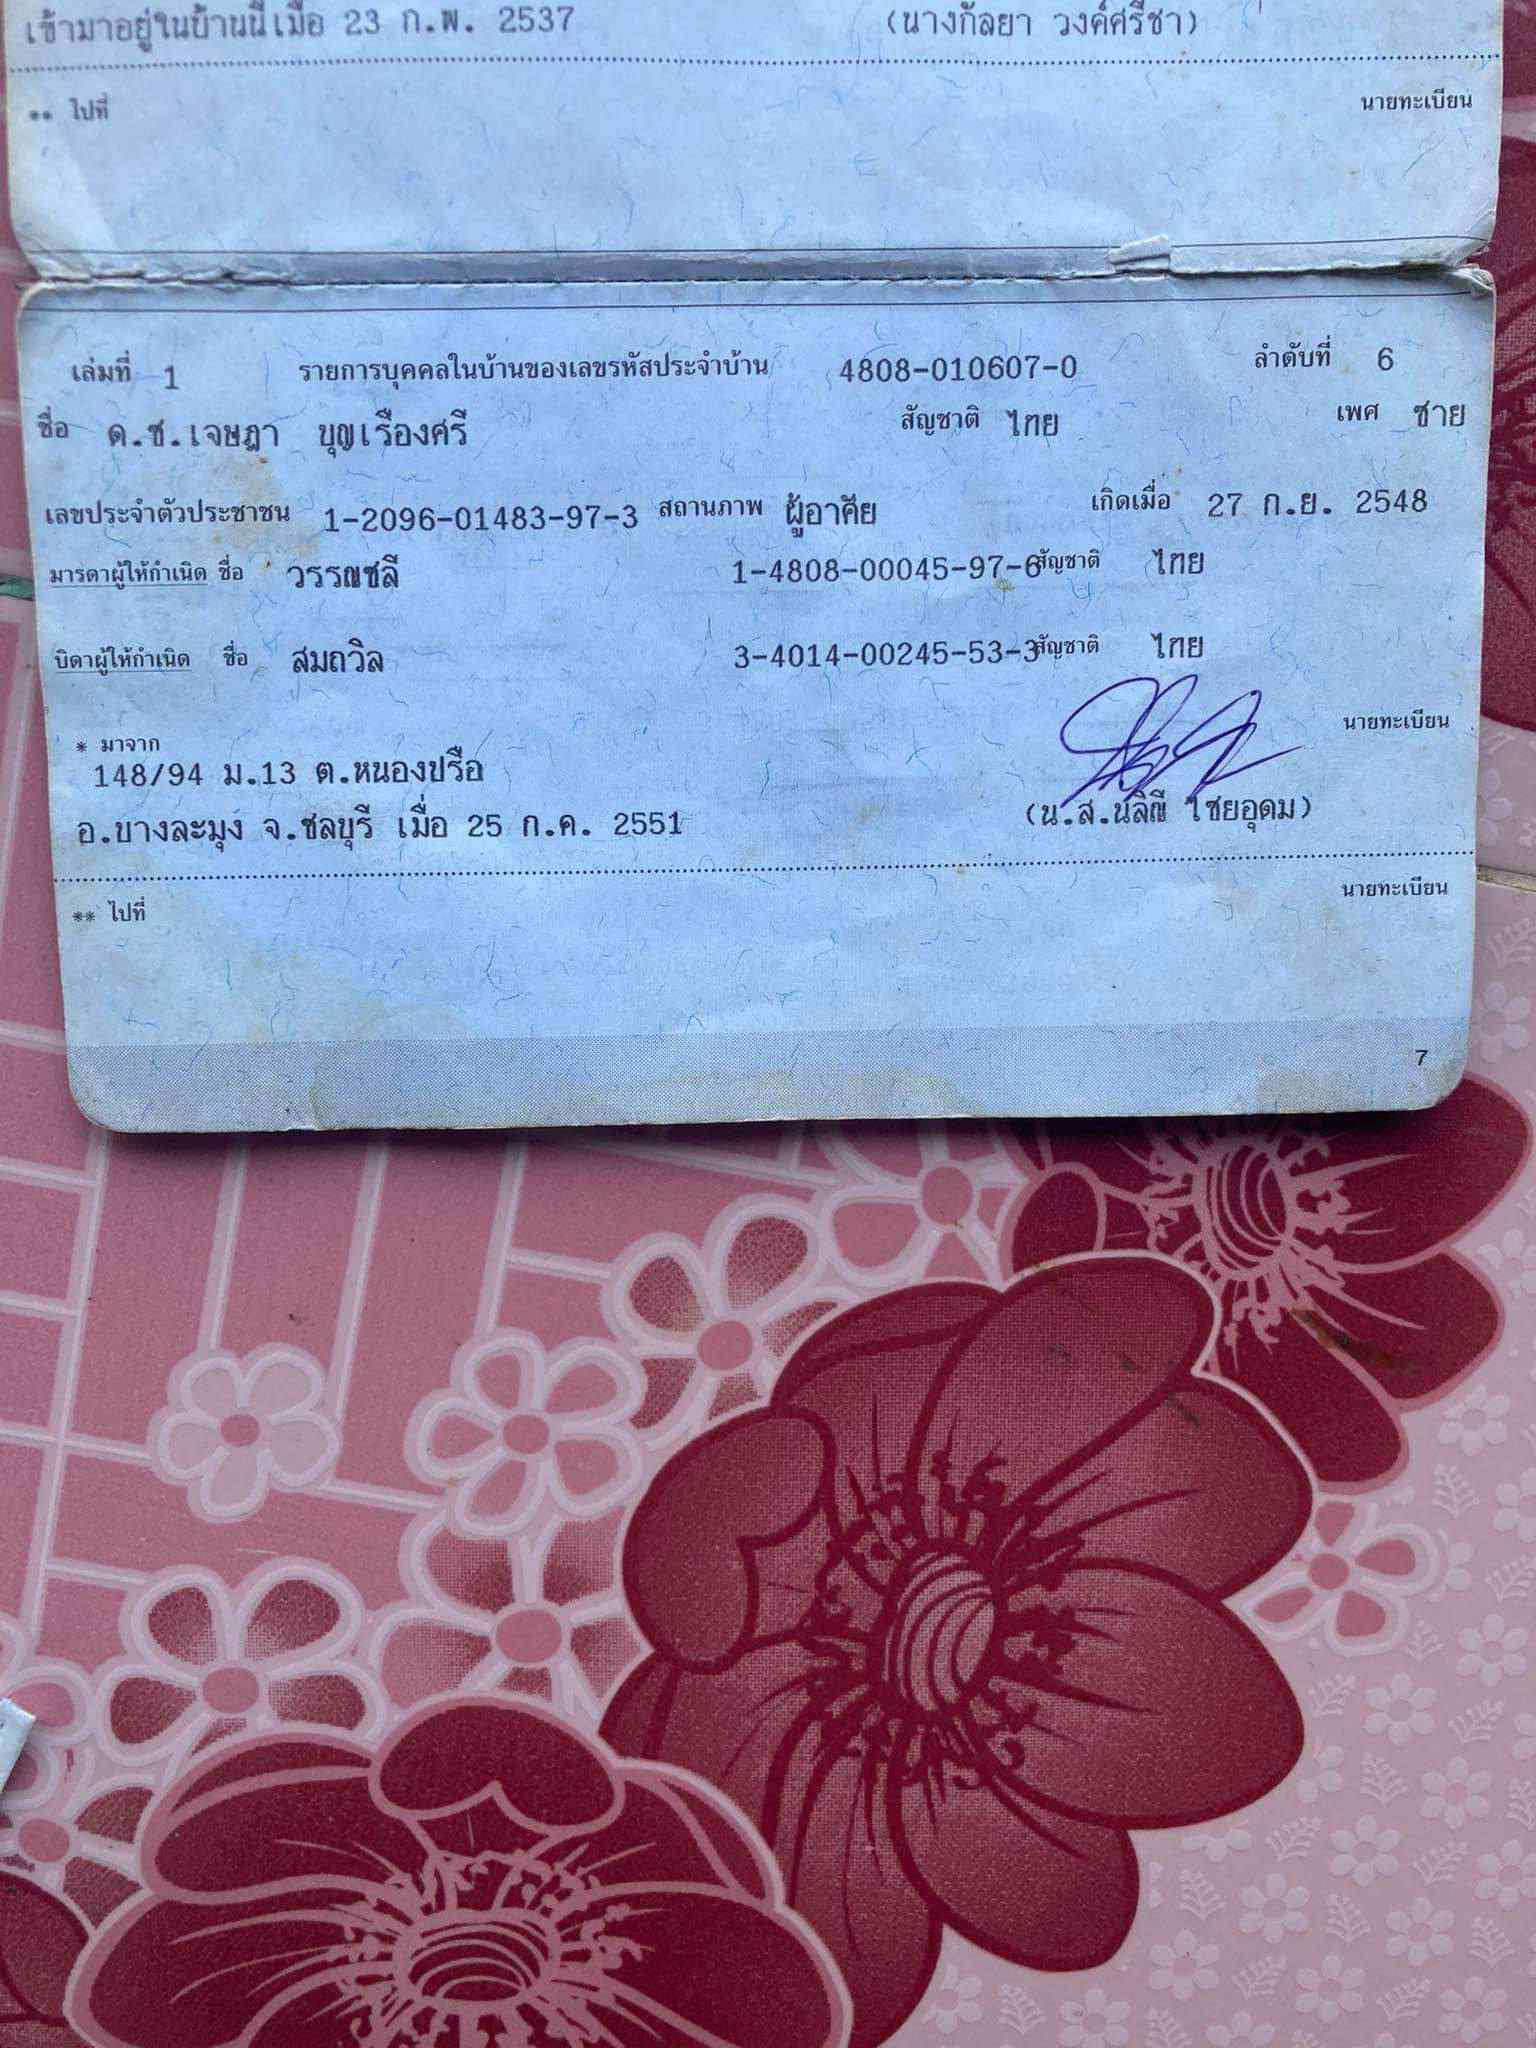 เข้ามาอยู่ในบ้านนี้เมื่อ 23 ก.พ. 2537 (นางกัลยา วงค์ศรีชา)
** ไปที่ นายทะเบียน
เล่มที่ 1 รายการบุคคลในบ้านของเลขรหัสประจำบ้าน 4808-010607-0 ลำดับที่ 6
ชื่อ ด.ช.เจษฎา บุญเรืองศรี สัญชาติ ไทย เพศ ชาย
เลขประจำตัวประชาชน 1-2096-01483-97-3 สถานภาพ ผู้อาศัย เกิดเมื่อ 27 ก.ย. 2548
มารดาผู้ให้กำเนิด ชื่อ วรรณชลี 1-4808-00045-97-6 สัญชาติ ไทย
บิดาผู้ให้กำเนิด ชื่อ สมถวิล 3-4014-00245-53-3 สัญชาติ ไทย
* มาจาก นายทะเบียน
148/94 ม.13 ต.หนองปรือ
อ.บางละมุง จ.ชลบุรี เมื่อ 25 ก.ค. 2551 (น.ส.นลิณี ไชยอุดม)
** ไปที่ นายทะเบียน
7